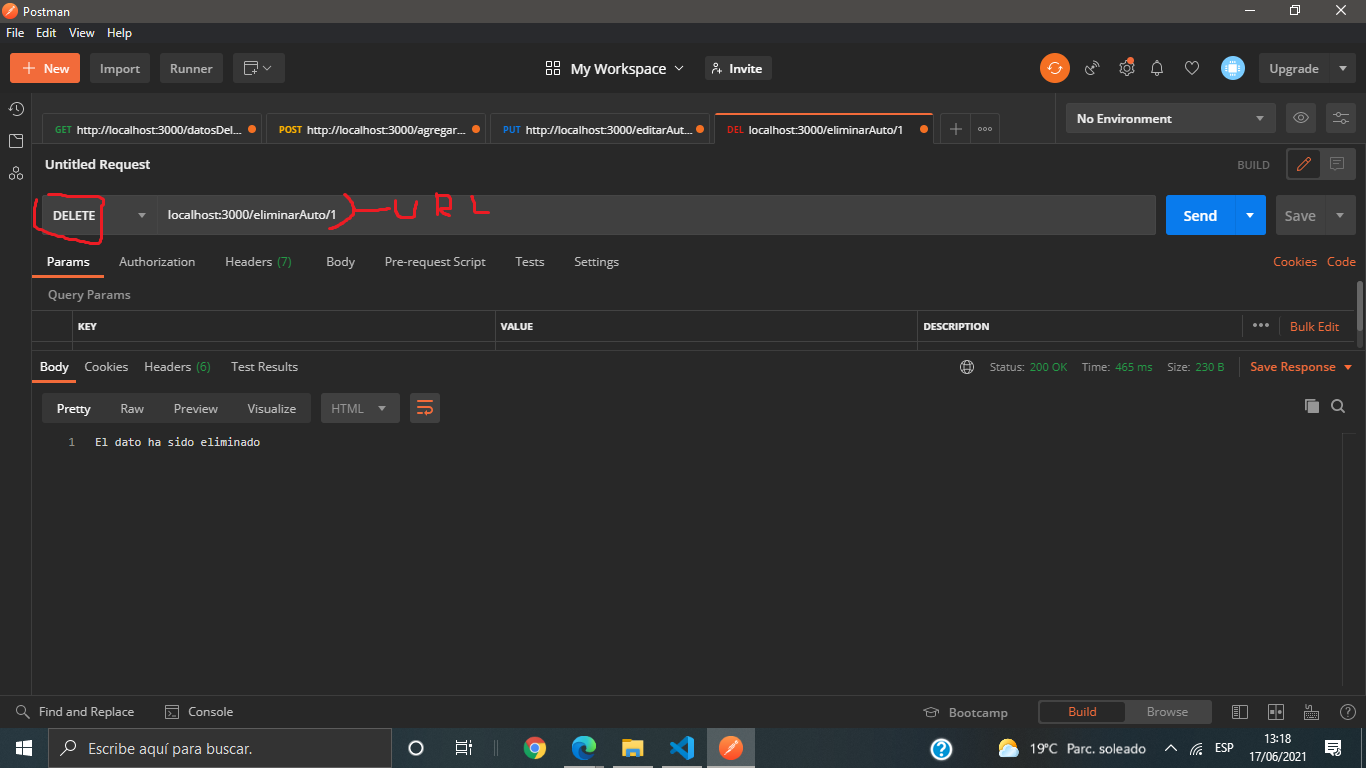 Postman
File Edit View Help
New Import Runner My Workspace Invite Upgrade
GET http://localhost:3000/datosDel... POST http://localhost:3000/agregar... PUT http://localhost:3000/editarAut... DEL localhost:3000/eliminarAuto/1 No Environment
Untitled Request BUILD
DELETE localhost:3000/eliminarAuto/1 URL Send Save
Params Authorization Headers (7) Body Pre-request Script Tests Settings Cookies Code
Query Params
KEY VALUE DESCRIPTION Bulk Edit
Body Cookies Headers (6) Test Results Status: 200 OK Time: 465 ms Size: 230 B Save Response
Pretty Raw Preview Visualize HTML
1 El dato ha sido eliminado
Find and Replace Console Bootcamp Build Browse
Escribe aquí para buscar. 19°C Parc. soleado ESP 13:18
17/06/2021